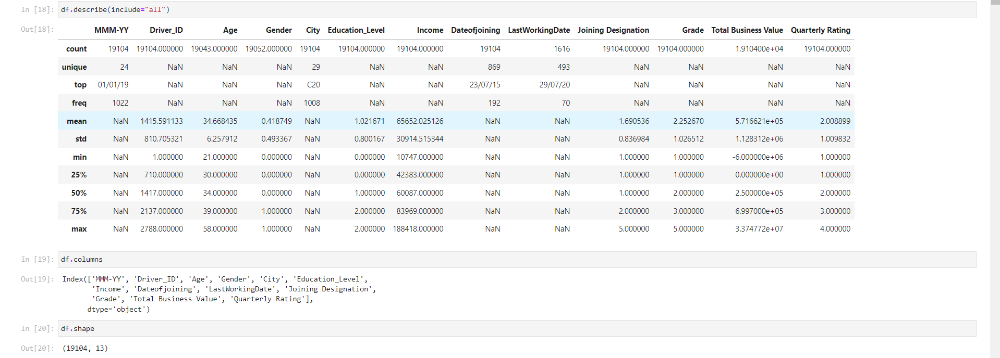 In [18]: df.describe(include="all")
Out[18]:
MMM-YY Driver_ID Age Gender City Education_Level Income Dateofjoining LastWorkingDate Joining Designation Grade Total Business Value Quarterly Rating
count 19104 19104.000000 19043.000000 19052.000000 19104 19104.000000 19104.000000 19104 1616 19104.000000 19104.000000 1.910400e+04 19104.000000
unique 24 NaN NaN NaN 29 NaN NaN 869 493 NaN NaN NaN NaN
top 01/01/19 NaN NaN NaN C20 NaN NaN 23/07/15 29/07/20 NaN NaN NaN NaN
freq 1022 NaN NaN NaN 1008 NaN NaN 192 70 NaN NaN NaN NaN
mean NaN 1415.591133 34.668435 0.418749 NaN 1.021671 65652.025126 NaN NaN 1.690536 2.252670 5.716621e+05 2.008899
std NaN 810.705321 6.257912 0.493367 NaN 0.800167 30914.515344 NaN NaN 0.836984 1.026512 1.128312e+06 1.009832
min NaN 1.000000 21.000000 0.000000 NaN 0.000000 10747.000000 NaN NaN 1.000000 1.000000 -6.000000e+06 1.000000
25% NaN 710.000000 30.000000 0.000000 NaN 0.000000 42383.000000 NaN NaN 1.000000 1.000000 0.000000e+00 1.000000
50% NaN 1417.000000 34.000000 0.000000 NaN 1.000000 60087.000000 NaN NaN 1.000000 2.000000 2.500000e+05 2.000000
75% NaN 2137.000000 39.000000 1.000000 NaN 2.000000 83969.000000 NaN NaN 2.000000 3.000000 6.997000e+05 3.000000
max NaN 2788.000000 58.000000 1.000000 NaN 2.000000 188418.000000 NaN NaN 5.000000 5.000000 3.374772e+07 4.000000
In [19]: df.columns
Out[19]: Index(['MMM-YY', 'Driver_ID', 'Age', 'Gender', 'City', 'Education_Level',
'Income', 'Dateofjoining', 'LastWorkingDate', 'Joining Designation',
'Grade', 'Total Business Value', 'Quarterly Rating'],
dtype='object')
In [20]: df.shape
Out[20]: (19104, 13)